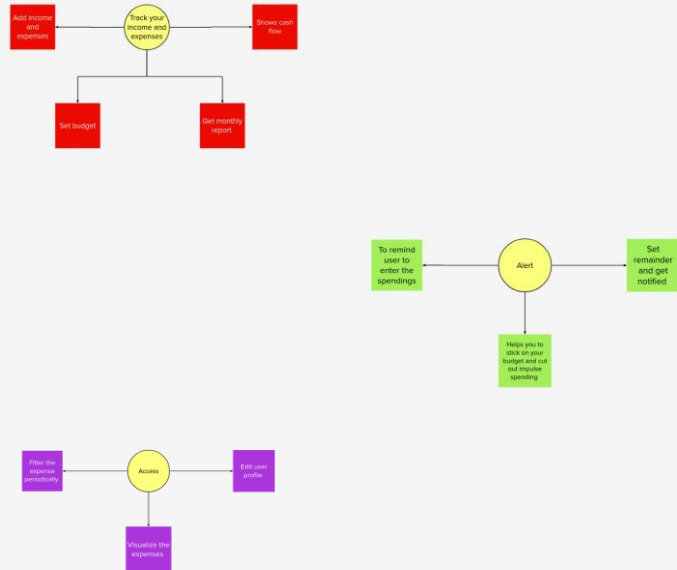 Add income
and
expenses
Track your
income and
expenses
Shows cash
flow
Set budget
Get monthly
report
To remind
user to
enter the
spendings
Alert
Set
remainder
and get
notified
Helps you to
stick on your
budget and cut
out impulse
spending
Filter the
expense
periodically
Access
Edit user
profile
Visualize the
expenses